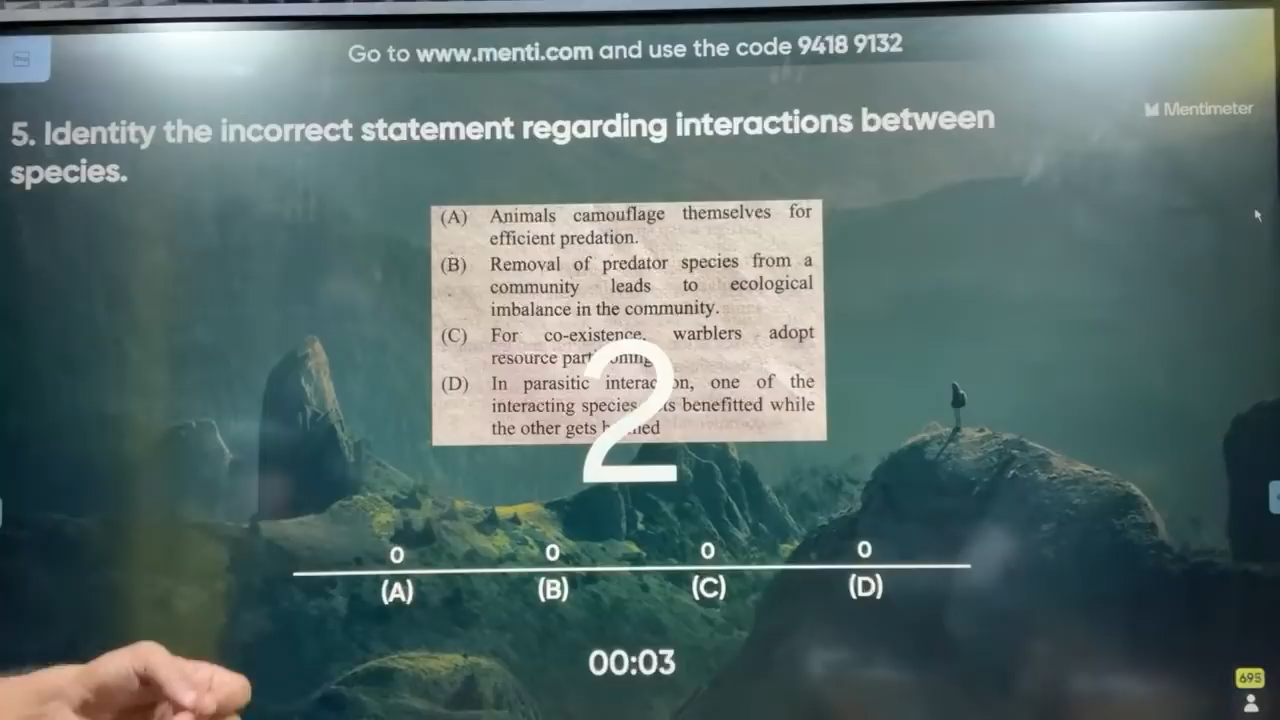 Go to www.menti.com and use the code 9418 9132
Mentimeter
5. Identity the incorrect statement regarding interactions between
species.
(A) Animals camouflage themselves for
efficient predation.
(B) Removal of predator species from a
community leads to ecological
imbalance in the community.
(C) For co-existence, warblers adopt
resource
(D) In parasitic one of the
interacting species benefitted while
the other gets
2
0 0 0 0
(A) (B) (C) (D)
00:03
695